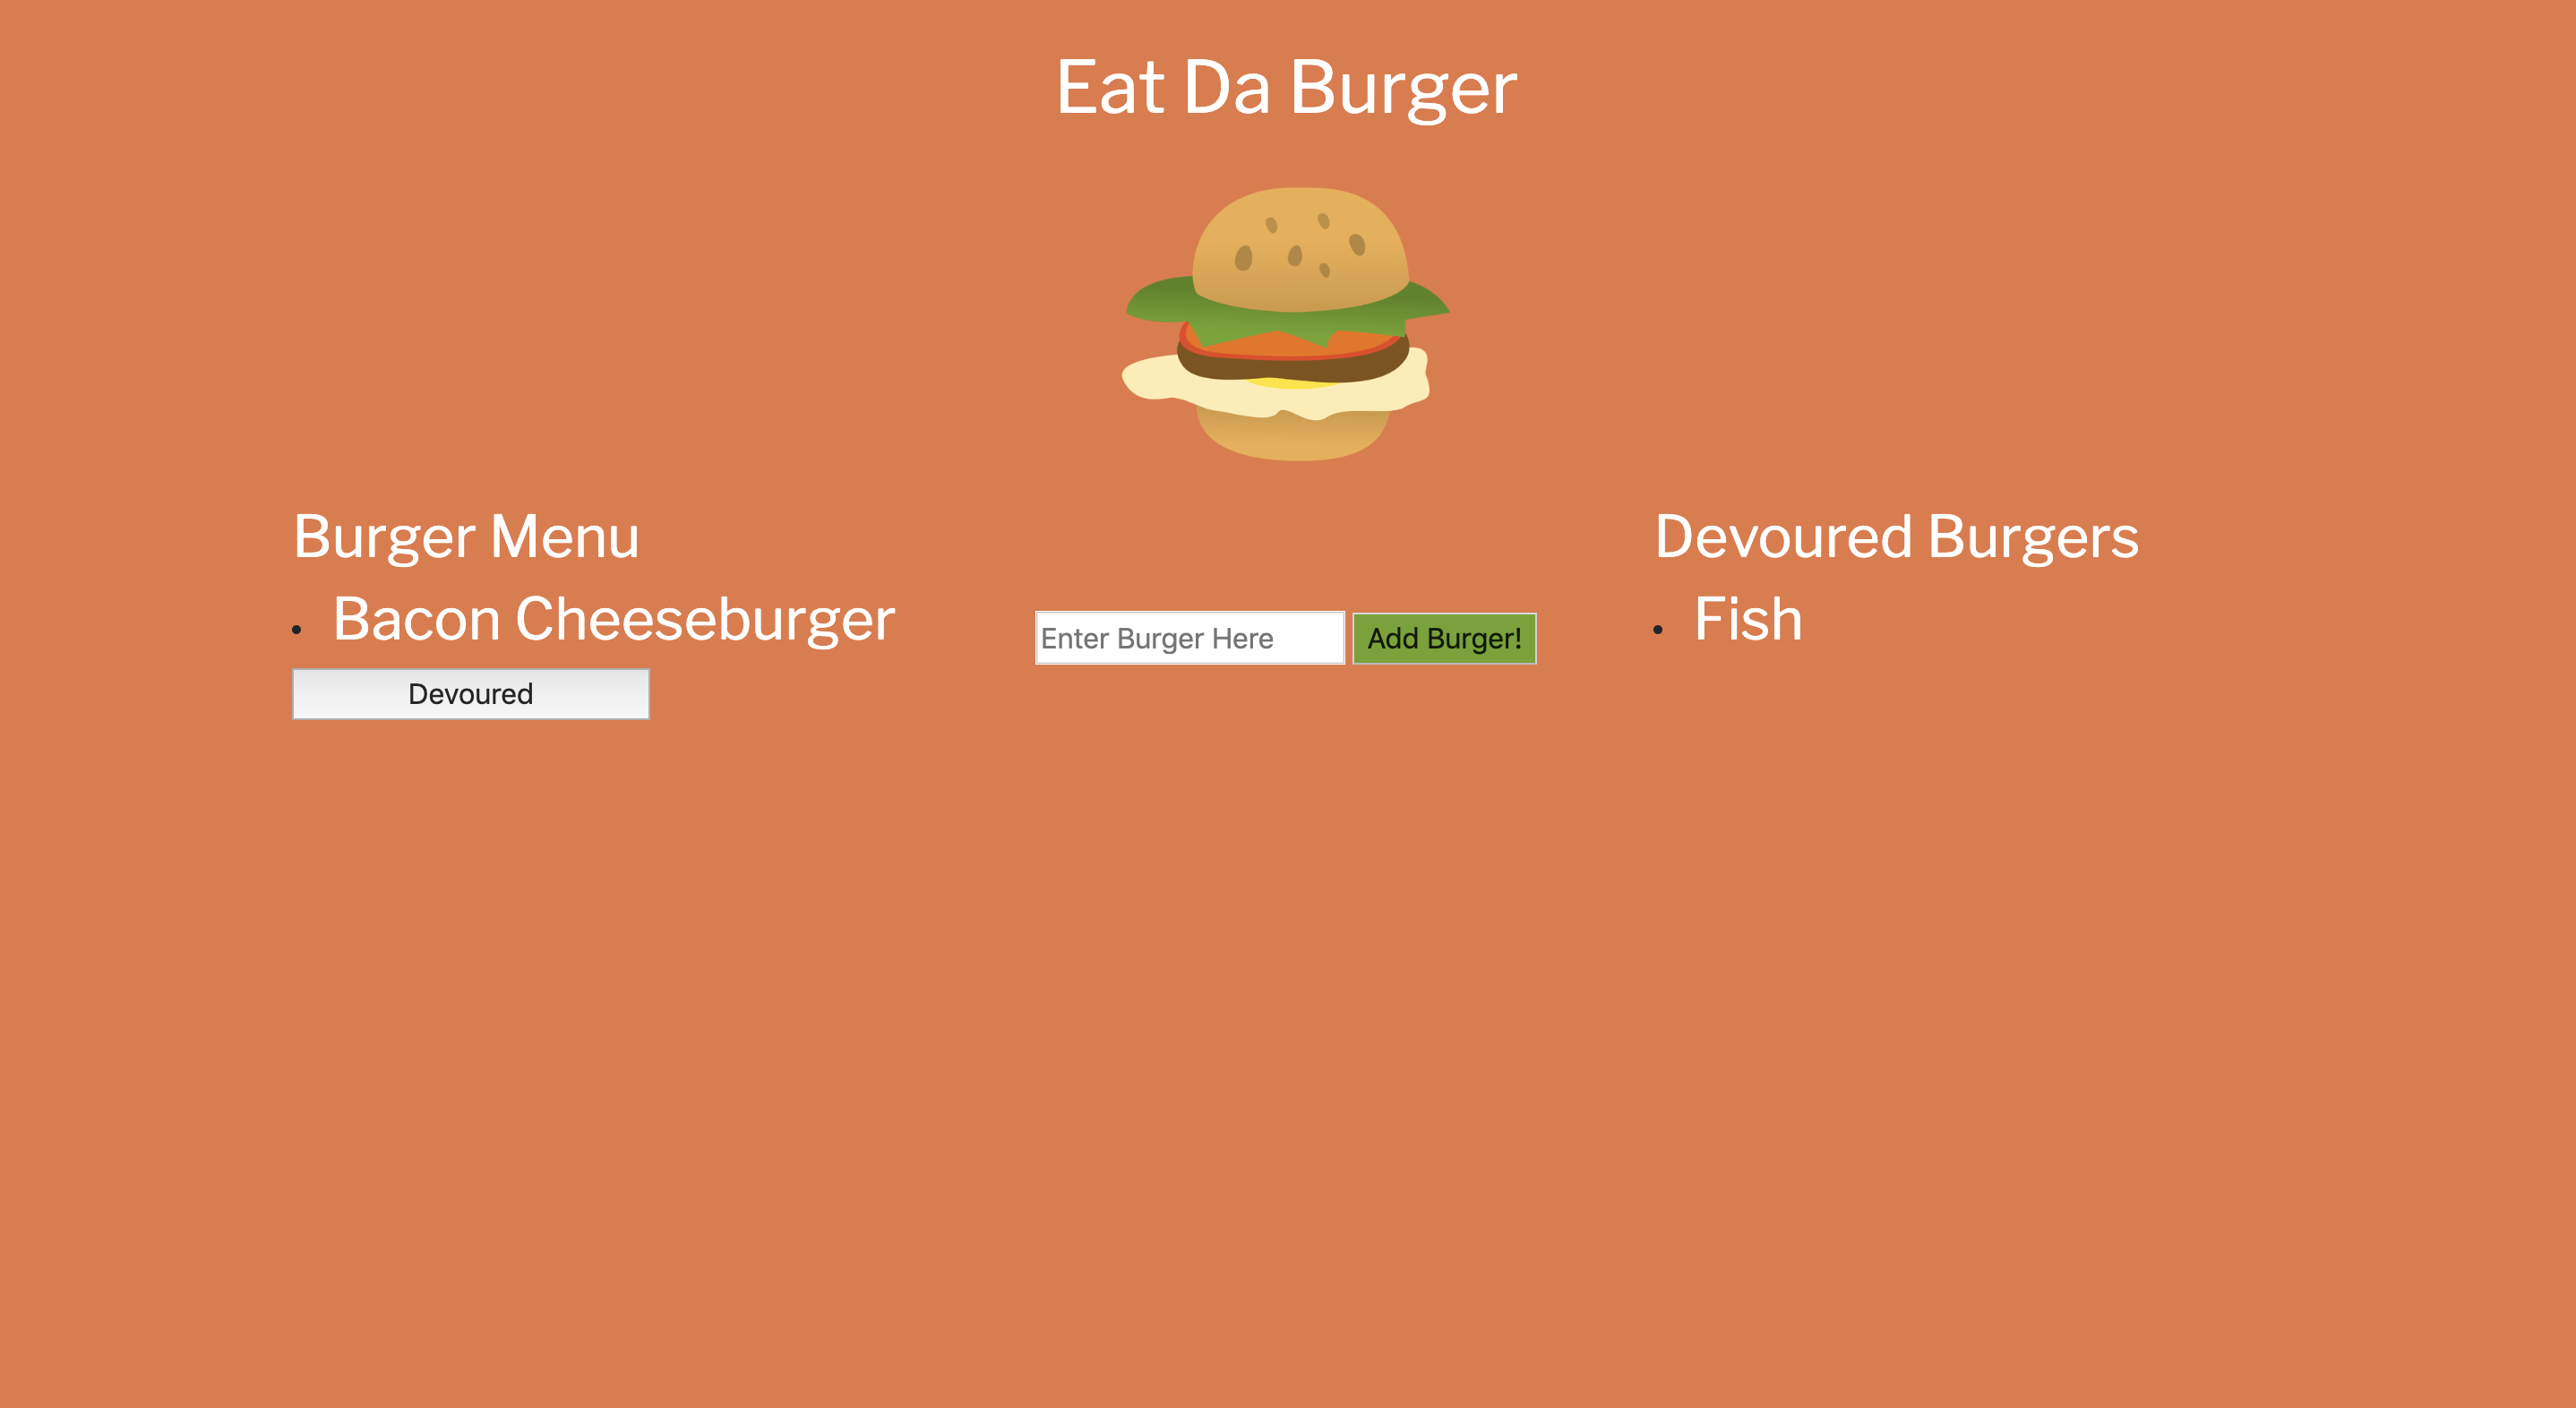 Eat Da Burger
Burger Menu
Bacon Cheeseburger
Devoured
Enter Burger Here
Add Burger!
Devoured Burgers
Fish